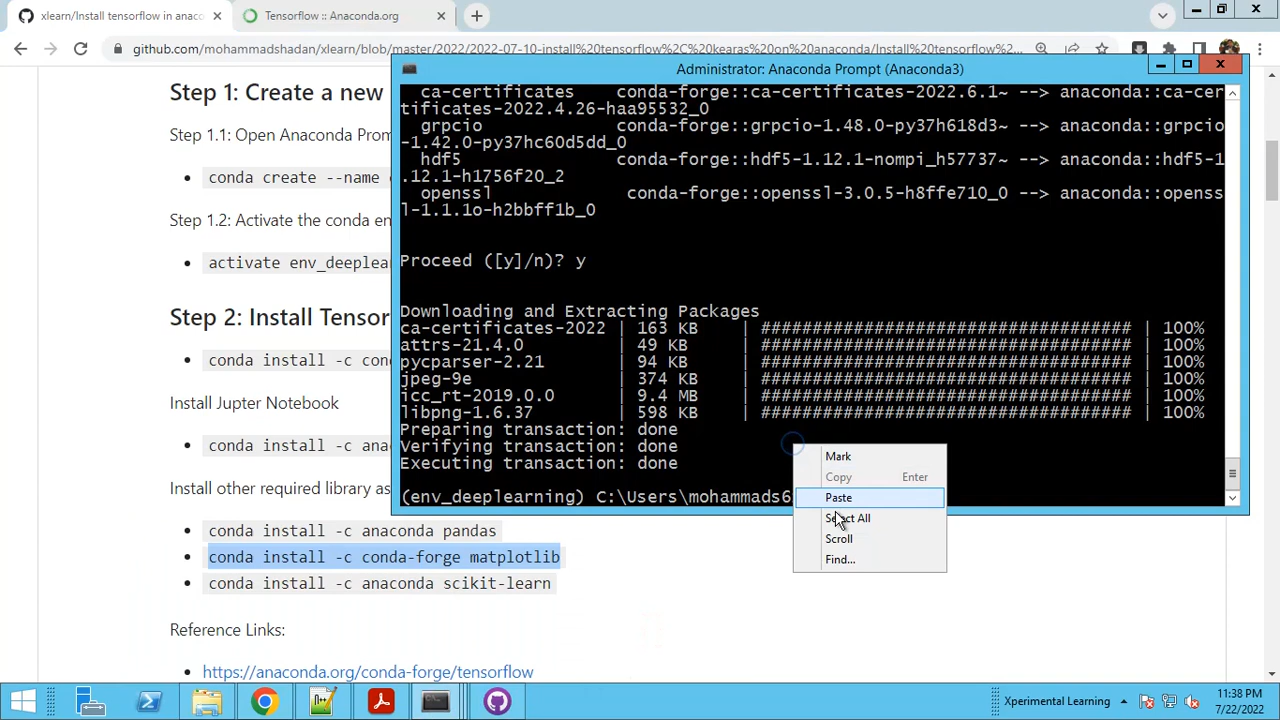 xlearn/Install tensorflow in anaco
Tensorflow :: Anaconda.org
github.com/mohammadshadan/xlearn/blob/master/2022/2022-07-10-install%20tensorflow%2C%20kearas%20on%20anaconda/Install%20tensorflow%...
Step 1: Create a new
Step 1.1: Open Anaconda Prom
conda create --name
Step 1.2: Activate the conda en
activate env_deeplear
Step 2: Install Tensor
conda install -c con
Install Jupter Notebook
conda install -c ana
Install other required library as
conda install -c anaconda pandas
conda install -c conda-forge matplotlib
conda install -c anaconda scikit-learn
Reference Links:
https://anaconda.org/conda-forge/tensorflow
Administrator: Anaconda Prompt (Anaconda3)
ca-certificates conda-forge::ca-certificates-2022.6.1~ --> anaconda::ca-cer
tificates-2022.4.26-haa95532_0
grpcio conda-forge::grpcio-1.48.0-py37h618d3~ --> anaconda::grpcio
-1.42.0-py37hc60d5dd_0
hdf5 conda-forge::hdf5-1.12.1-nompi_h57737~ --> anaconda::hdf5-1
.12.1-h1756f20_2
openssl conda-forge::openssl-3.0.5-h8ffe710_0 --> anaconda::openss
l-1.1.1o-h2bbff1b_0
Proceed ([y]/n)? y
Downloading and Extracting Packages
ca-certificates-2022 | 163 KB | ################################### | 100%
attrs-21.4.0 | 49 KB | ################################### | 100%
pycparser-2.21 | 94 KB | ################################### | 100%
jpeg-9e | 374 KB | ################################### | 100%
icc_rt-2019.0.0 | 9.4 MB | ################################### | 100%
libpng-1.6.37 | 598 KB | ################################### | 100%
Preparing transaction: done
Verifying transaction: done
Executing transaction: done
(env_deeplearning) C:\Users\mohammads6
Mark
Copy Enter
Paste
Select All
Scroll
Find...
Xperimental Learning
11:38 PM
7/22/2022